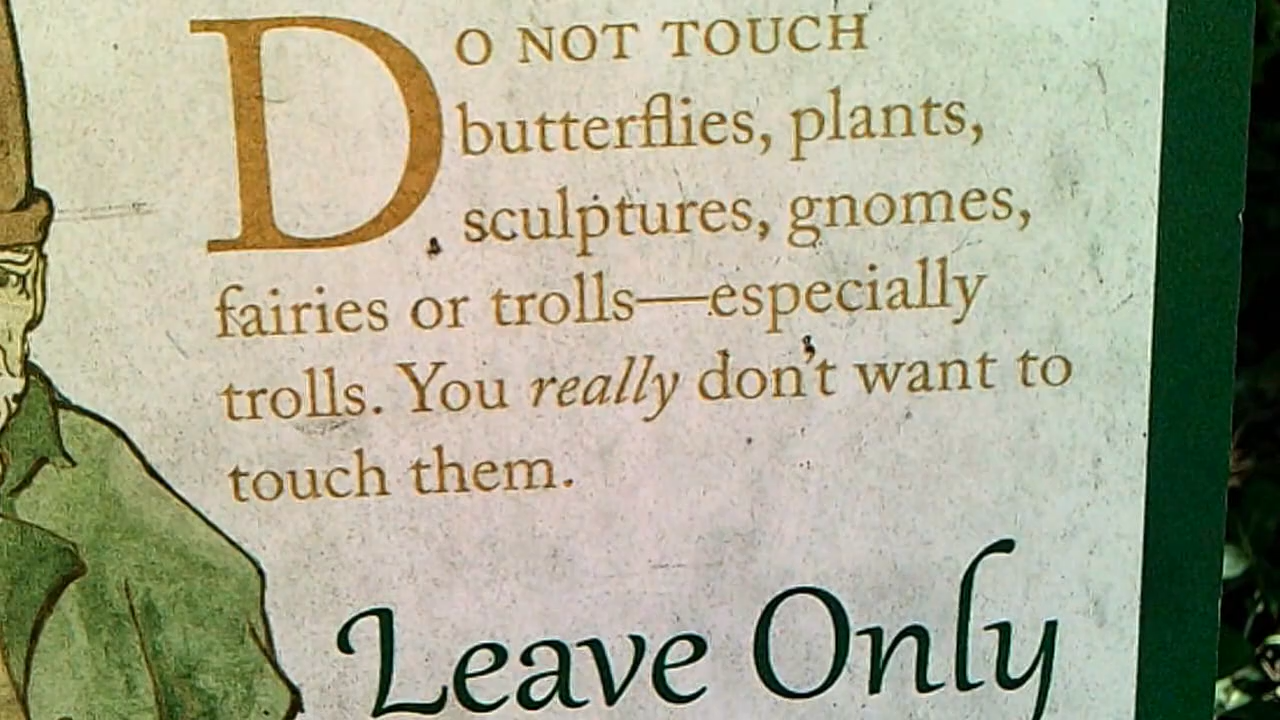 DO NOT TOUCH
butterflies, plants,
sculptures, gnomes,
fairies or trolls—especially
trolls. You really don't want to
touch them.
Leave Only